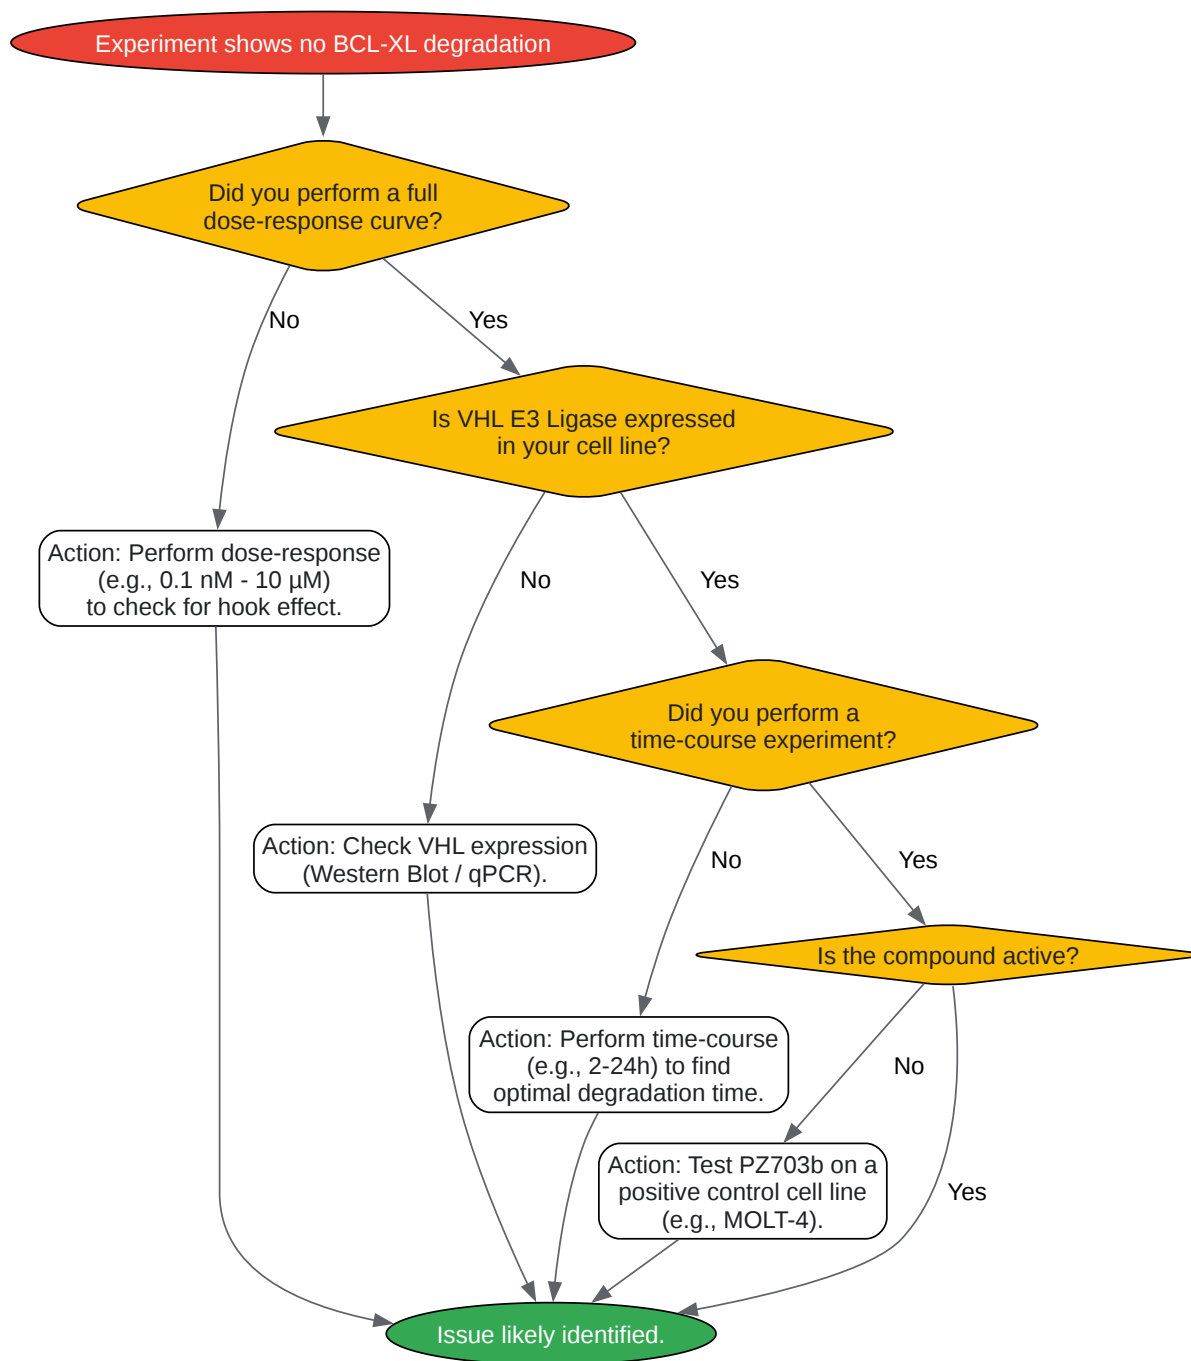 Experiment shows no BCL-XL degradation
Did you perform a full
dose-response curve?
No
Yes
Is VHL E3 Ligase expressed
in your cell line?
Action: Perform dose-response
(e.g., 0.1 nM - 10 µM)
to check for hook effect.
No
Yes
Did you perform a
time-course experiment?
Action: Check VHL expression
(Western Blot / qPCR).
No
Yes
Is the compound active?
Action: Perform time-course
(e.g., 2-24h) to find
optimal degradation time.
No
Action: Test PZ703b on a
positive control cell line
(e.g., MOLT-4).
Yes
Issue likely identified.